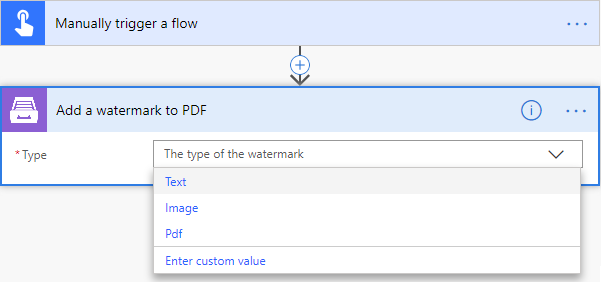 Manually trigger a flow
Add a watermark to PDF
* Type
The type of the watermark
Text
Image
Pdf
Enter custom value